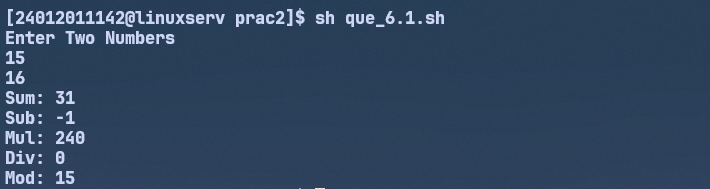 [24012011142@linuxserv prac2]$ sh que_6.1.sh
Enter Two Numbers
15
16
Sum: 31
Sub: -1
Mul: 240
Div: 0
Mod: 15